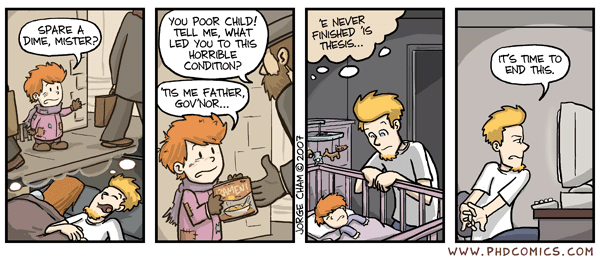 SPARE A
DIME, MISTER?
YOU POOR CHILD!
TELL ME, WHAT
LED YOU TO THIS
HORRIBLE
CONDITION?
'TIS ME FATHER,
GOV'NOR...
RAMEN!
JORGE CHAM © 2007
'E NEVER
FINISHED 'IS
THESIS...
IT'S TIME TO
END THIS.
WWW.PHDCOMICS.COM